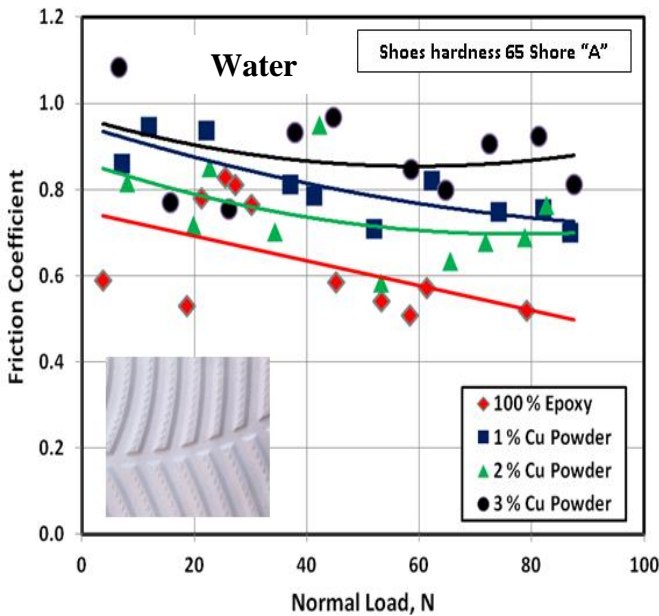 1.2
1.0
0.8
0.6
0.4
0.2
0.0
Friction Coefficient
Water
Shoes hardness 65 Shore “A”
100 % Epoxy
1 % Cu Powder
2 % Cu Powder
3 % Cu Powder
0 20 40 60 80 100
Normal Load, N